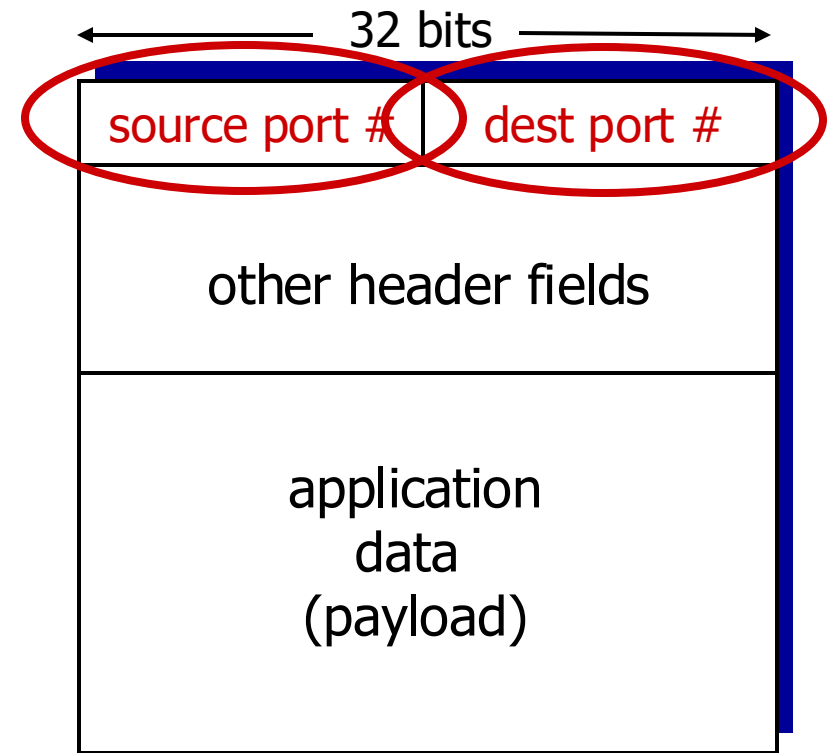 32 bits
source port # dest port #
other header fields
application
data
(payload)